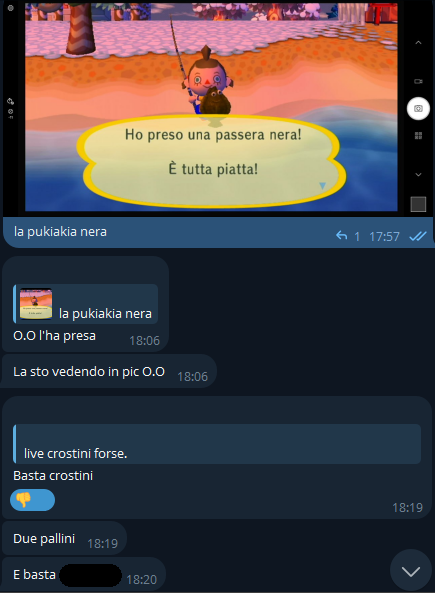 Ho preso una passera nera!
È tutta piatta!
la pukiakia nera
1 17:57
la pukiakia nera
O.O l'ha presa
18:06
La sto vedendo in pic O.O
18:06
live crostini forse.
Basta crostini
18:19
Due pallini
18:19
E basta
18:20